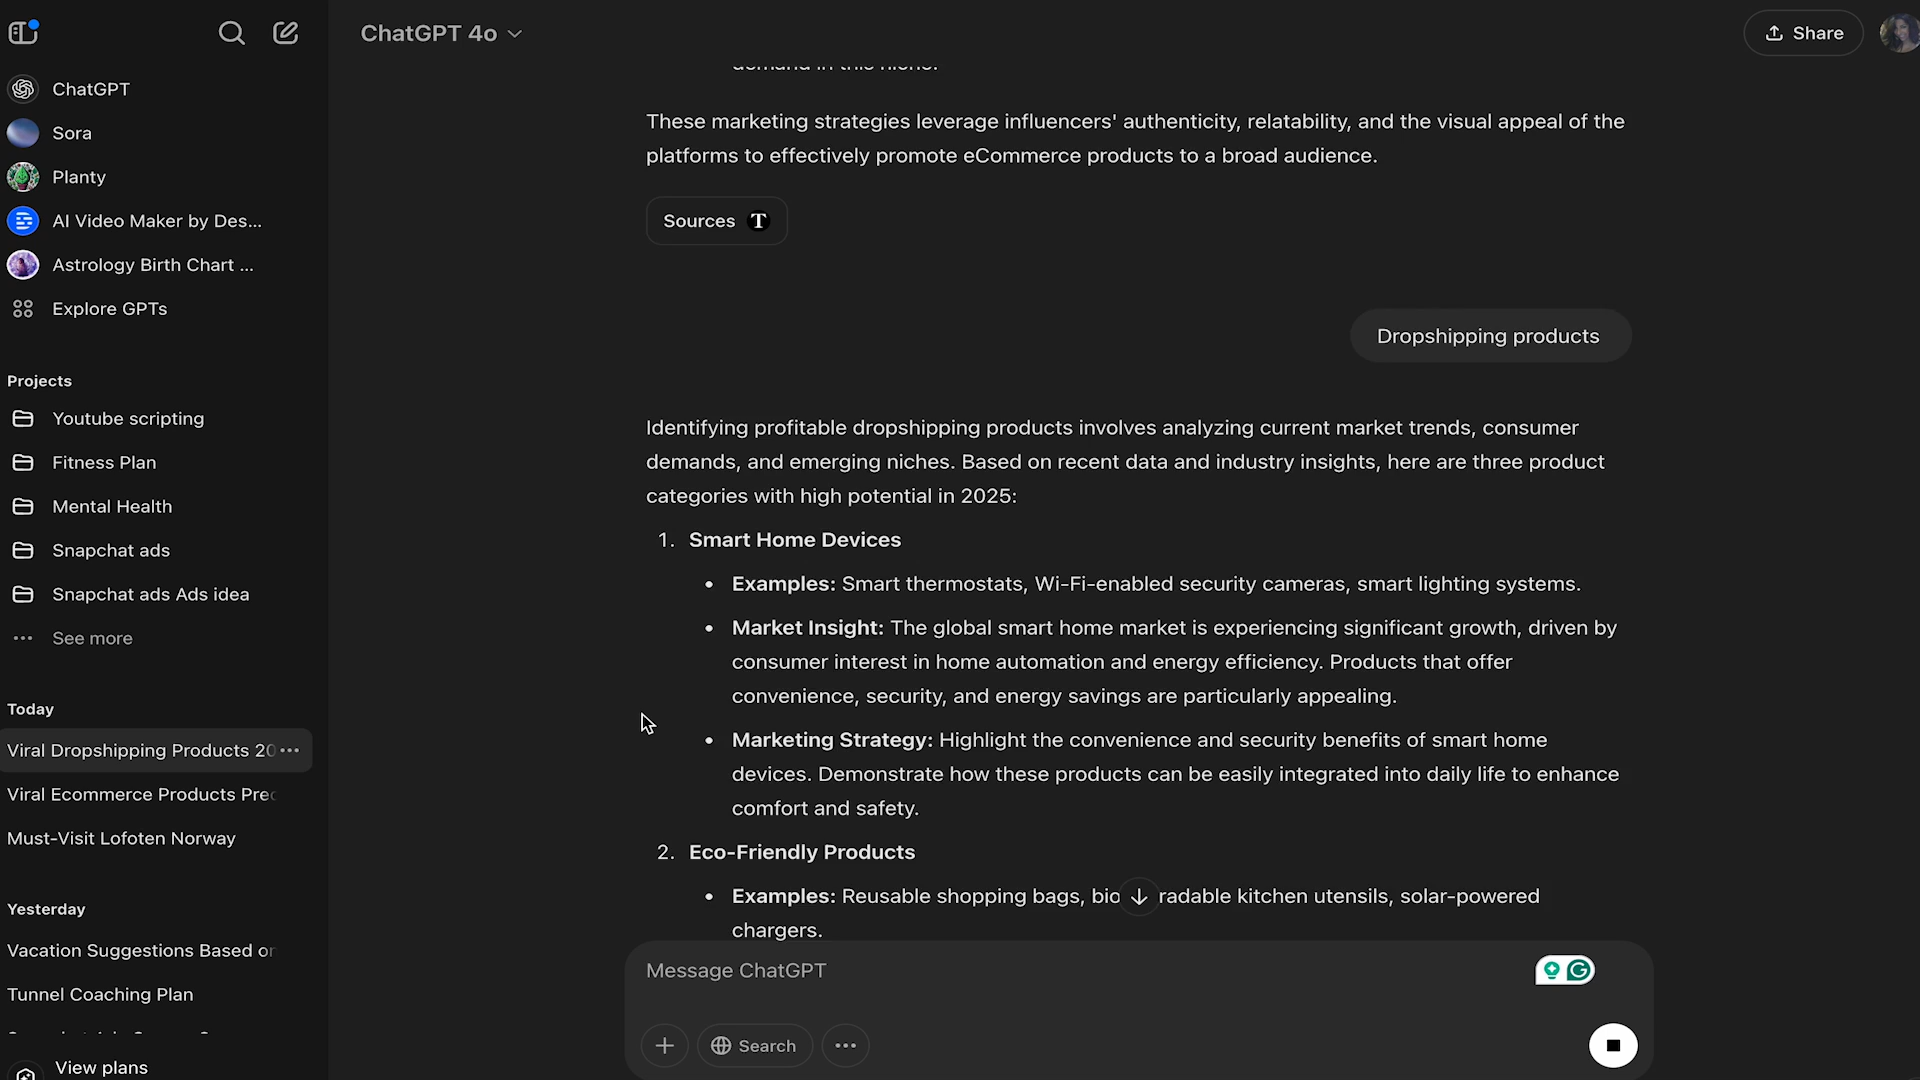 ChatGPT 4o
Share
ChatGPT
Sora
Planty
AI Video Maker by Des...
Astrology Birth Chart ...
Explore GPTs
Projects
Youtube scripting
Fitness Plan
Mental Health
Snapchat ads
Snapchat ads Ads idea
See more
Today
Viral Dropshipping Products 20
Viral Ecommerce Products Prec
Must-Visit Lofoten Norway
Yesterday
Vacation Suggestions Based on
Tunnel Coaching Plan
View plans
demand in this niche.
These marketing strategies leverage influencers' authenticity, relatability, and the visual appeal of the
platforms to effectively promote eCommerce products to a broad audience.
Sources T
Dropshipping products
Identifying profitable dropshipping products involves analyzing current market trends, consumer
demands, and emerging niches. Based on recent data and industry insights, here are three product
categories with high potential in 2025:
1. Smart Home Devices
• Examples: Smart thermostats, Wi-Fi-enabled security cameras, smart lighting systems.
• Market Insight: The global smart home market is experiencing significant growth, driven by
consumer interest in home automation and energy efficiency. Products that offer
convenience, security, and energy savings are particularly appealing.
• Marketing Strategy: Highlight the convenience and security benefits of smart home
devices. Demonstrate how these products can be easily integrated into daily life to enhance
comfort and safety.
2. Eco-Friendly Products
• Examples: Reusable shopping bags, bio radable kitchen utensils, solar-powered
chargers.
Message ChatGPT
Search